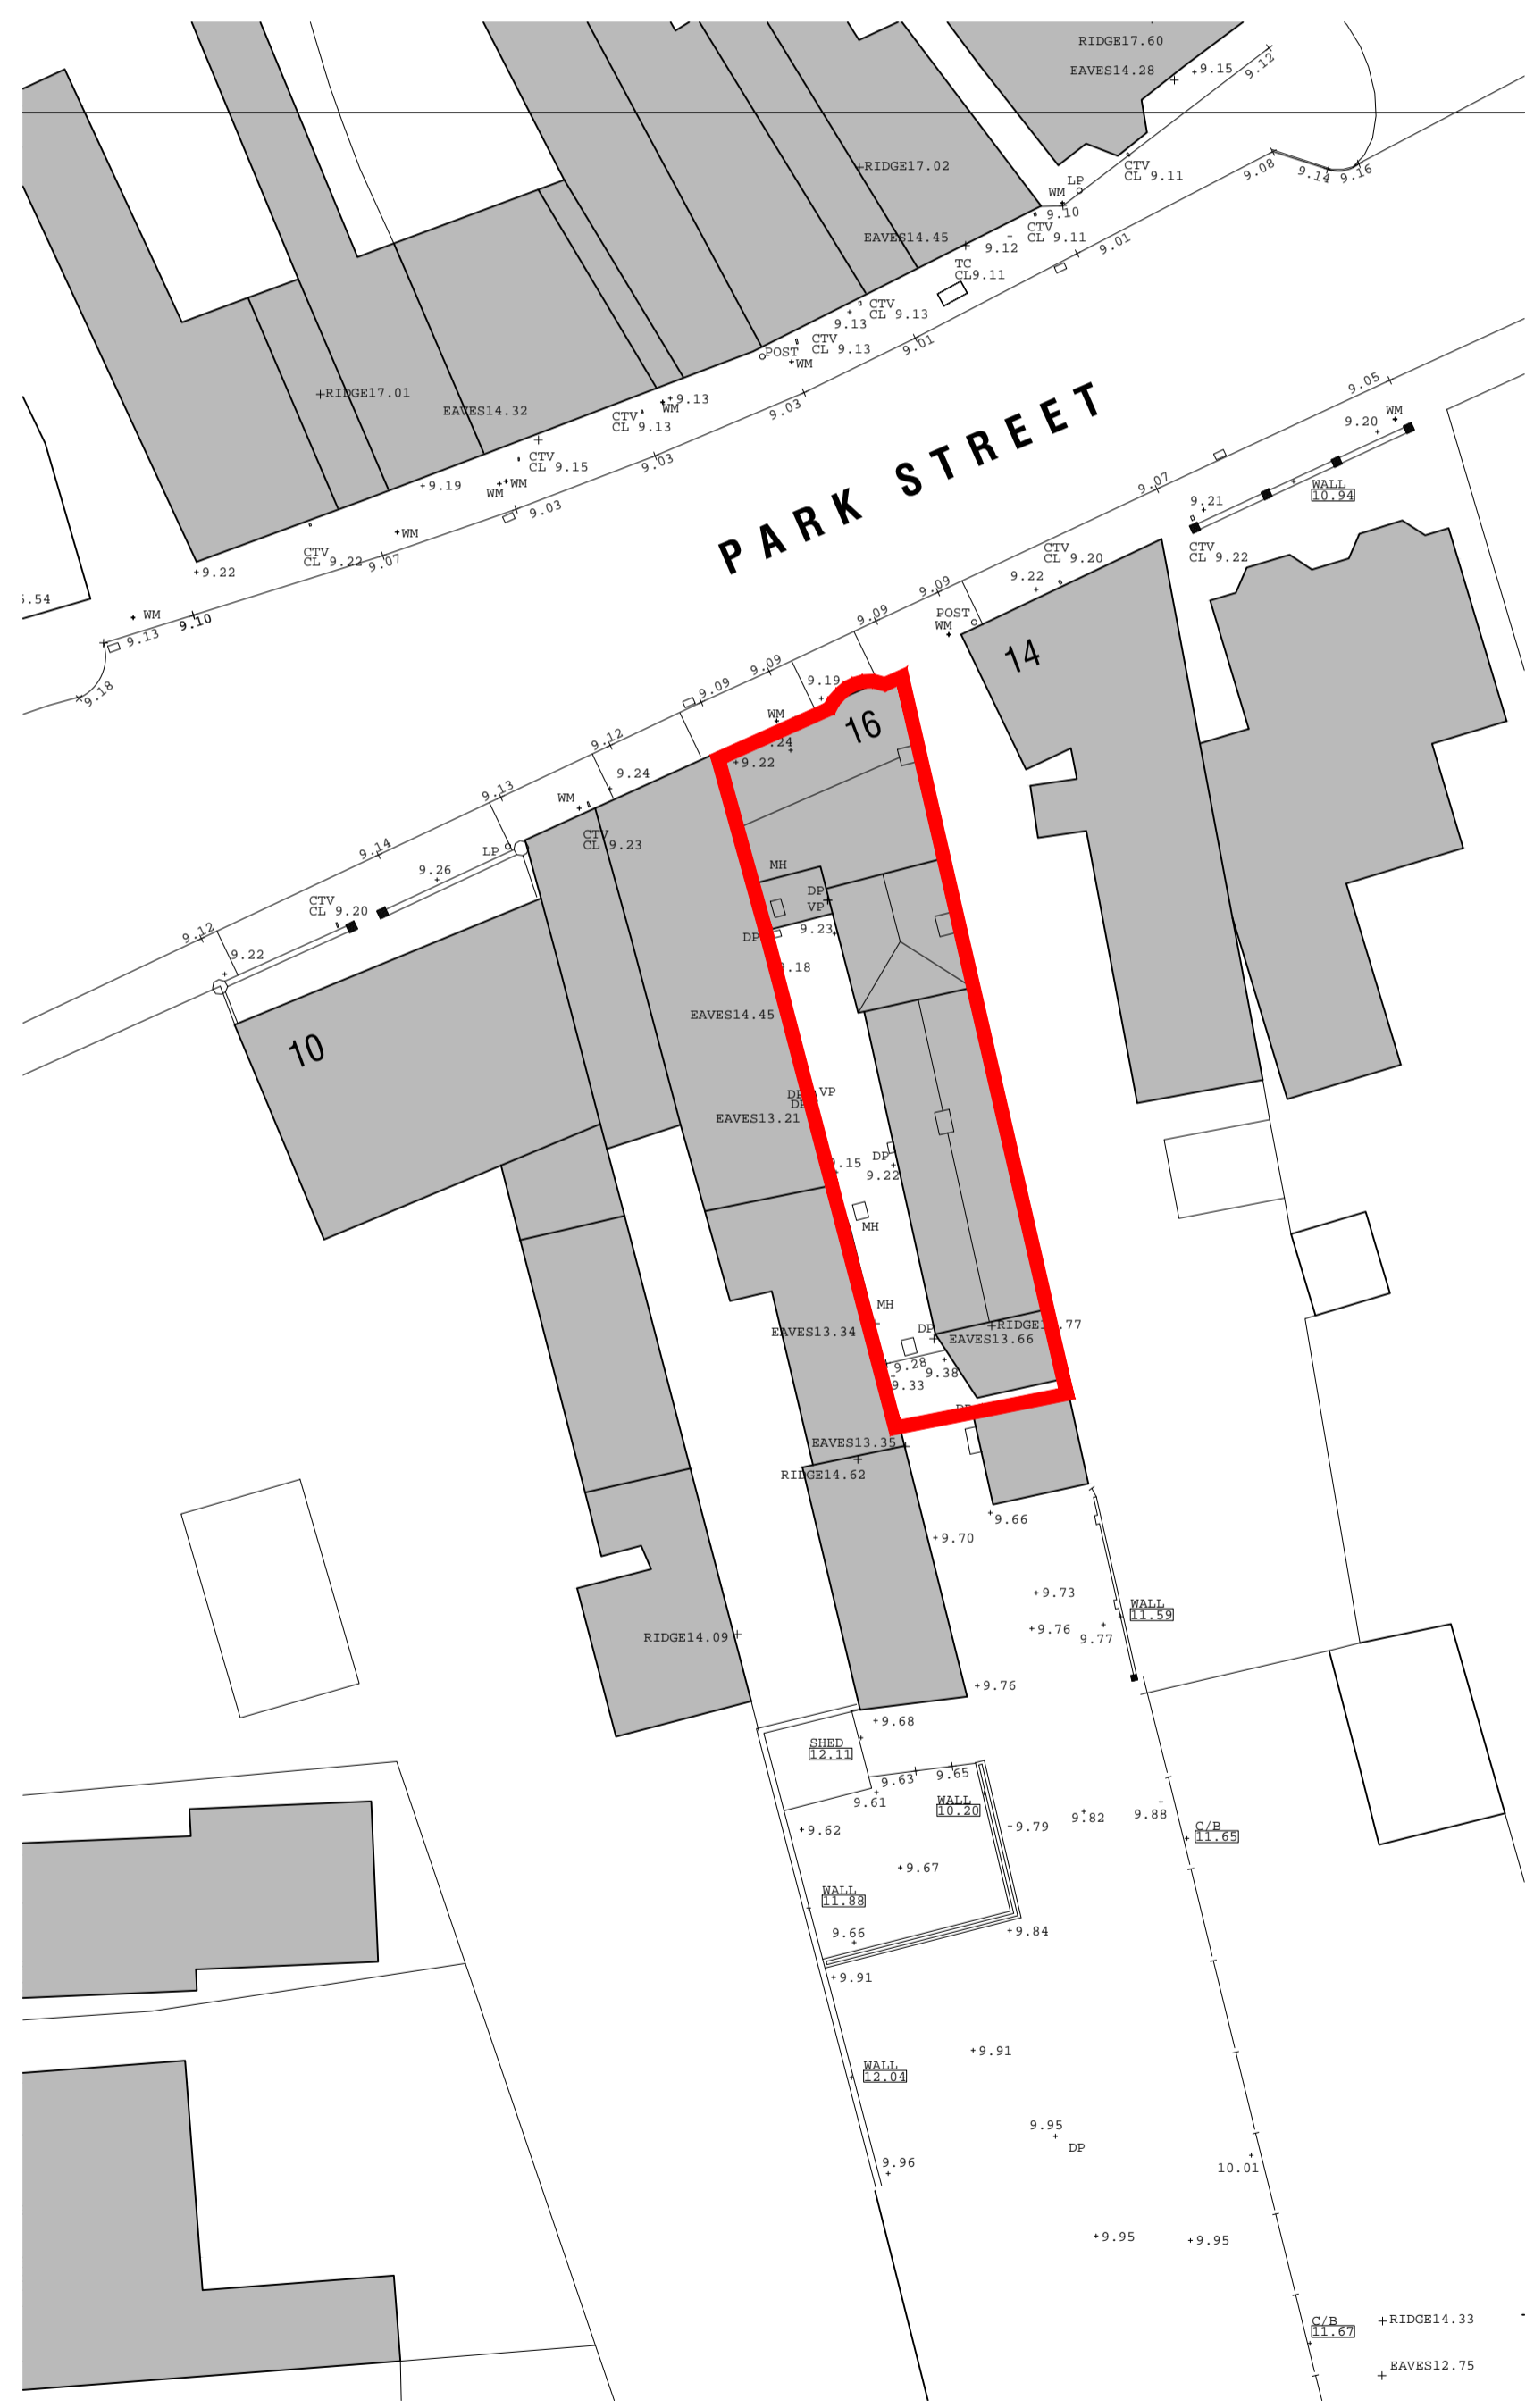 RIDGE17.60
EAVES14.28
9.15
9.12
RIDGE17.02
CTV
CL 9.11
9.08
9.14
9.16
LP
WM
9.10
EAVES14.45
9.12
CTV
CL 9.11
9.01
TC
CL9.11
CTV
CL 9.13
9.13
CTV
CL 9.13
POST
WM
9.01
RIDGE17.01
EAVES14.32
9.13
WM
CTV
CL 9.13
9.03
9.05
9.20
WM
PARK STREET
CTV
CL 9.15
9.03
9.19
WM
WM
9.03
9.07
WALL
10.94
9.21
WM
CTV
CL 9.22
9.07
9.22
CTV
CL 9.22
CTV
CL 9.20
9.22
9.09
.54
WM
9.13
9.10
9.09
POST
WM
14
9.18
9.09
9.19
9.09
WM
16
.24
9.22
9.12
9.24
9.13
WM
CTV
CL 9.23
9.14
LP
9.26
MH
DP
VP
CTV
CL 9.20
9.12
9.22
DP
9.23
9.18
EAVES14.45
10
DP
VP
DP
EAVES13.21
9.15
DP
9.22
MH
MH
EAVES13.34
DP
RIDGE1 .77
EAVES13.66
9.28
9.38
9.33
DP
EAVES13.35
RIDGE14.62
9.66
9.70
9.73
WALL
11.59
9.76
9.77
RIDGE14.09
9.76
9.68
SHED
12.11
9.63
9.65
9.61
WALL
10.20
9.62
9.79
9.82
9.88
C/B
11.65
9.67
WALL
11.88
9.66
9.84
9.91
9.91
WALL
12.04
9.95
DP
9.96
10.01
9.95
9.95
C/B
11.67
RIDGE14.33
EAVES12.75